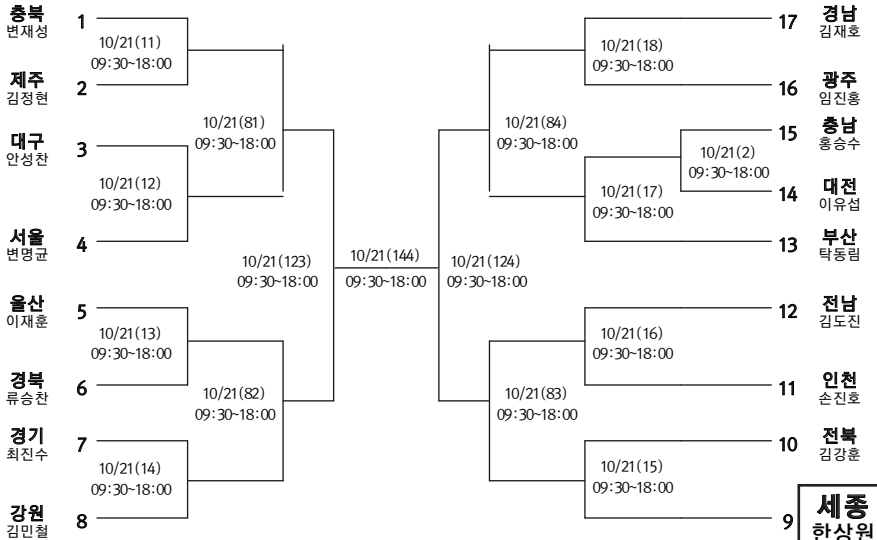 충북
변재성
1
10/21(11)
09:30~18:00
제주
김정현
2
10/21(81)
09:30~18:00
대구
안성찬
3
10/21(12)
09:30~18:00
서울
변명균
4
10/21(123)
09:30~18:00
울산
이재훈
5
10/21(13)
09:30~18:00
경북
류승찬
6
10/21(82)
09:30~18:00
경기
최진수
7
10/21(14)
09:30~18:00
강원
김민철
8
10/21(144)
09:30~18:00
17
경남
김재호
10/21(18)
09:30~18:00
16
광주
임진홍
10/21(84)
09:30~18:00
15
충남
홍승수
10/21(2)
09:30~18:00
14
대전
이유섭
10/21(17)
09:30~18:00
13
부산
탁동림
10/21(124)
09:30~18:00
12
전남
김도진
10/21(16)
09:30~18:00
11
인천
손진호
10/21(83)
09:30~18:00
10
전북
김강훈
10/21(15)
09:30~18:00
9
세종
한상원